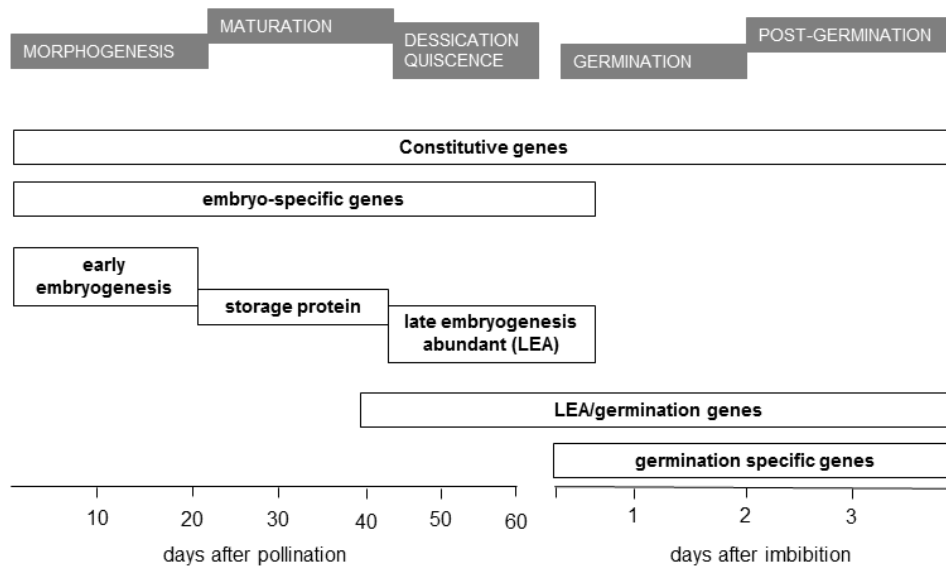 MORPHOGENESIS
MATURATION
DESSICATION
QUISCENCE
GERMINATION
POST-GERMINATION
Constitutive genes
embryo-specific genes
early
embryogenesis
storage protein
late embryogenesis
abundant (LEA)
LEA/germination genes
germination specific genes
10 20 30 40 50 60
1 2 3
days after pollination
days after imbibition